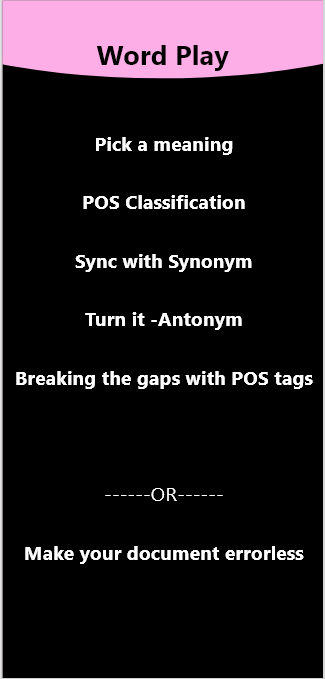 Word Play
Pick a meaning
POS Classification
Sync with Synonym
Turn it -Antonym
Breaking the gaps with POS tags
------OR------
Make your document errorless